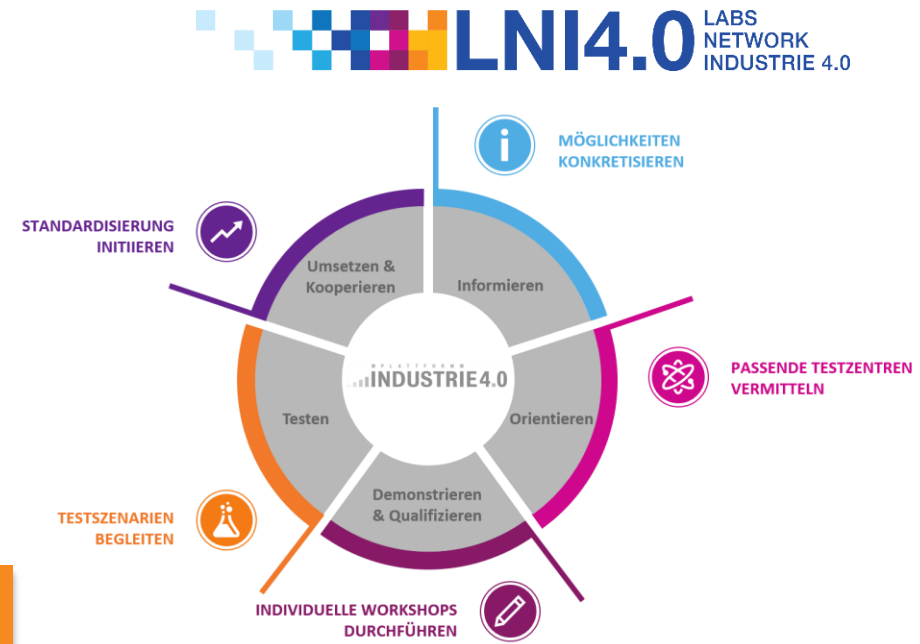 LNI4.0
LABS
NETWORK
INDUSTRIE 4.0
i
MÖGLICHKEITEN
KONKRETISIEREN
STANDARDISIERUNG
INITIIEREN
Umsetzen &
Kooperieren
Informieren
PLATTFORM
INDUSTRIE4.0
PASSENDE TESTZENTREN
VERMITTELN
Testen
Orientieren
Demonstrieren
& Qualifizieren
TESTSZENARIEN
BEGLEITEN
INDIVIDUELLE WORKSHOPS
DURCHFÜHREN